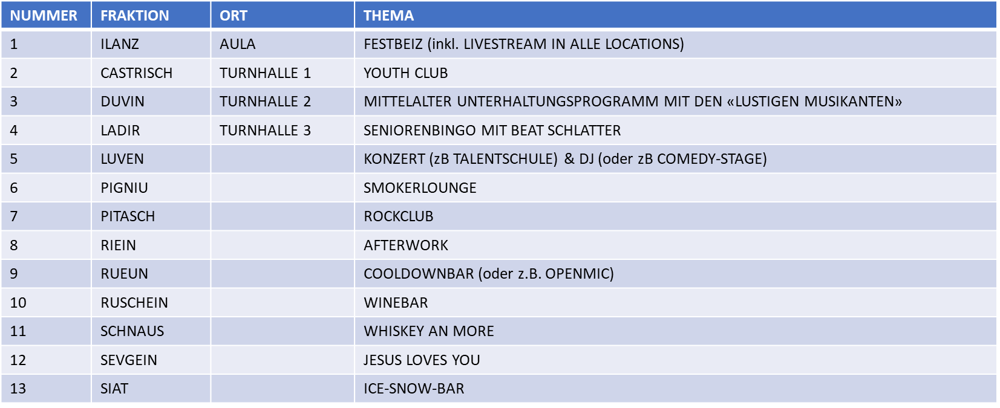 NUMMER FRAKTION ORT THEMA
1 ILANZ AULA FESTBEIZ (inkl. LIVESTREAM IN ALLE LOCATIONS)
2 CASTRISCH TURNHALLE 1 YOUTH CLUB
3 DUVIN TURNHALLE 2 MITTELALTER UNTERHALTUNGSPROGRAMM MIT DEN «LUSTIGEN MUSIKANTEN»
4 LADIR TURNHALLE 3 SENIORENBINGO MIT BEAT SCHLATTER
5 LUVEN KONZERT (zB TALENTSCHULE) & DJ (oder zB COMEDY-STAGE)
6 PIGNIU SMOKERLOUNGE
7 PITASCH ROCKCLUB
8 RIEIN AFTERWORK
9 RUEUN COOLDOWNBAR (oder z.B. OPENMIC)
10 RUSCHEIN WINEBAR
11 SCHNAUS WHISKEY AN MORE
12 SEVGEIN JESUS LOVES YOU
13 SIAT ICE-SNOW-BAR